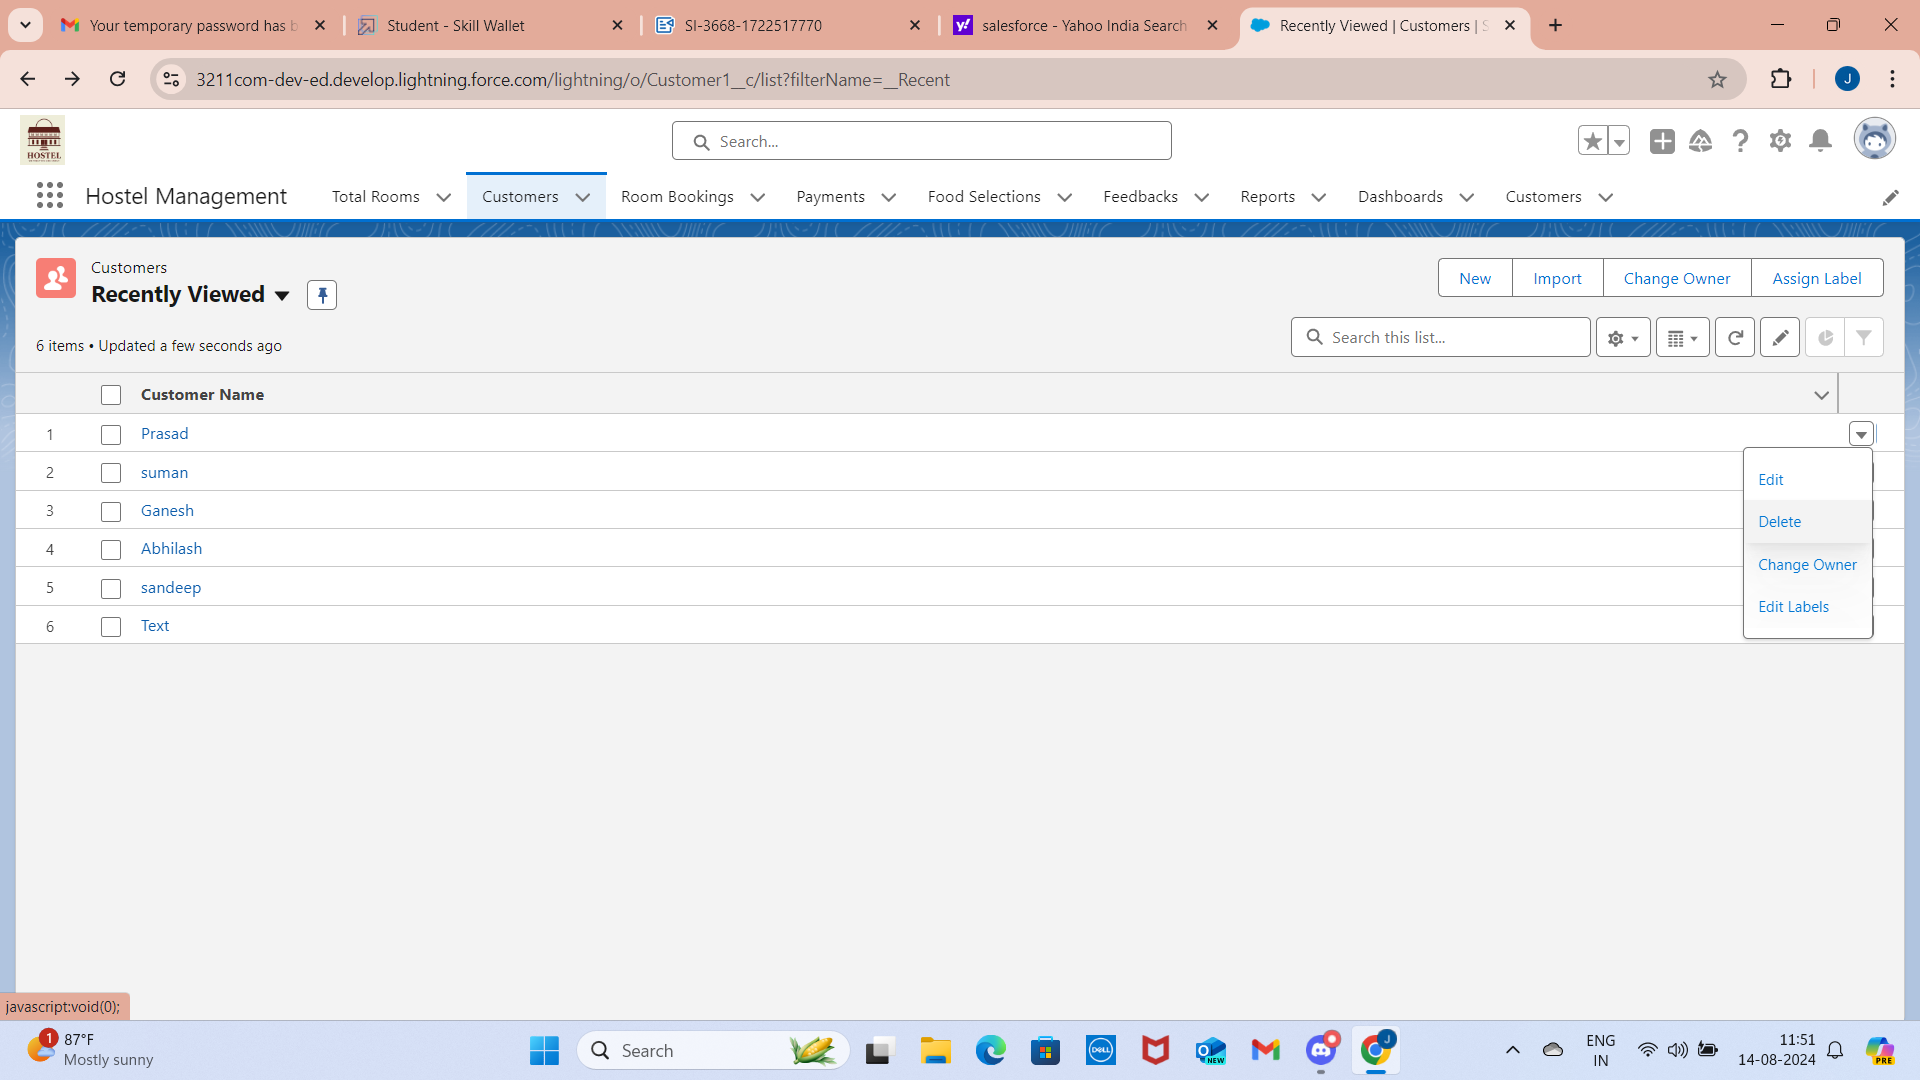 Your temporary password has b
Student - Skill Wallet
SI-3668-1722517770
salesforce - Yahoo India Search
Recently Viewed | Customers | S
3211com-dev-ed.develop.lightning.force.com/lightning/o/Customer1__c/list?filterName=__Recent
J
HOSTEL
Search...
Hostel Management
Total Rooms
Customers
Room Bookings
Payments
Food Selections
Feedbacks
Reports
Dashboards
Customers
Customers
Recently Viewed
New
Import
Change Owner
Assign Label
6 items • Updated a few seconds ago
Search this list...
Customer Name
1 Prasad
2 suman
3 Ganesh
4 Abhilash
5 sandeep
6 Text
Edit
Delete
Change Owner
Edit Labels
javascript:void(0);
1
87°F
Mostly sunny
Search
DELL
NEW
J
ENG
IN
11:51
14-08-2024
PRE